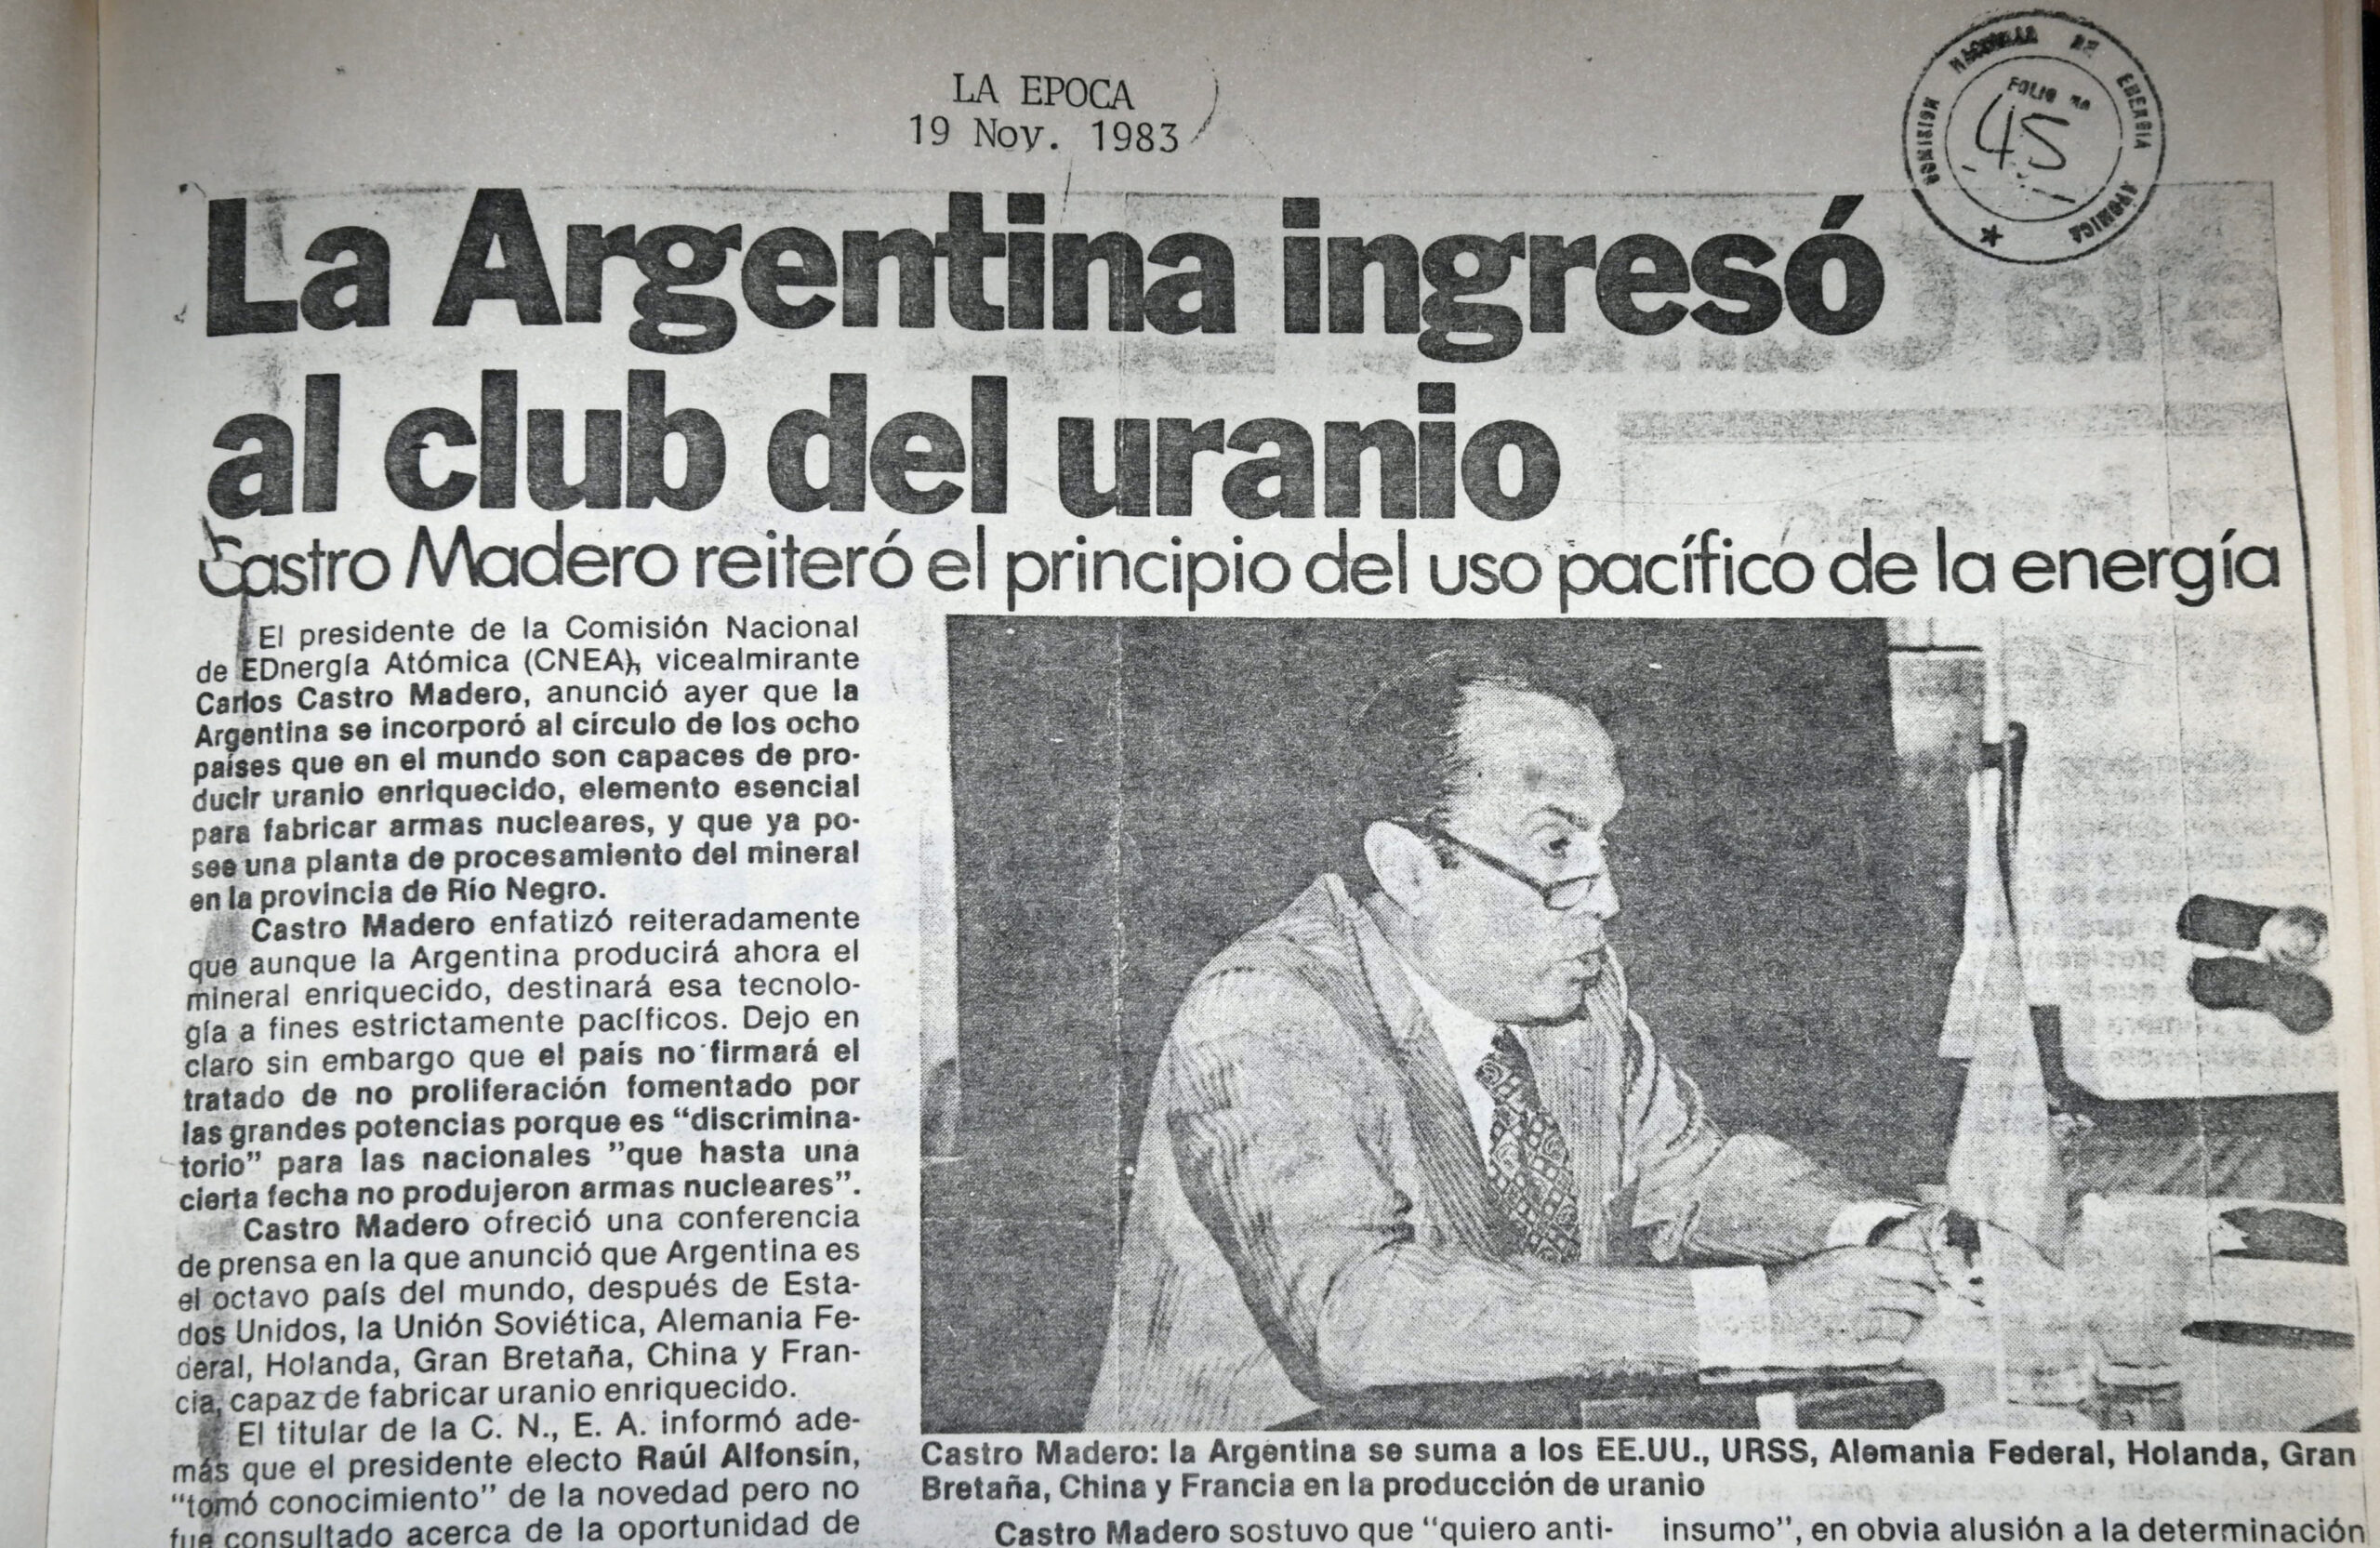 LA EPOCA
19 Nov. 1983
COMISION NACIONAL DE ENERGIA ATOMICA
FOLIO No
45
La Argentina ingresó
al club del uranio
Castro Madero reiteró el principio del uso pacífico de la energía
El presidente de la Comisión Nacional
de EDnergía Atómica (CNEA), vicealmirante
Carlos Castro Madero, anunció ayer que la
Argentina se incorporó al círculo de los ocho
países que en el mundo son capaces de pro-
ducir uranio enriquecido, elemento esencial
para fabricar armas nucleares, y que ya po-
see una planta de procesamiento del mineral
en la provincia de Río Negro.
Castro Madero enfatizó reiteradamente
que aunque la Argentina producirá ahora el
mineral enriquecido, destinará esa tecnolo-
gía a fines estrictamente pacíficos. Dejo en
claro sin embargo que el país no firmará el
tratado de no proliferación fomentado por
las grandes potencias porque es “discrimina-
torio” para las nacionales ”que hasta una
cierta fecha no produjeron armas nucleares”.
Castro Madero ofreció una conferencia
de prensa en la que anunció que Argentina es
el octavo país del mundo, después de Esta-
dos Unidos, la Unión Soviética, Alemania Fe-
deral, Holanda, Gran Bretaña, China y Fran-
cia, capaz de fabricar uranio enriquecido.
El titular de la C. N., E. A. informó ade-
más que el presidente electo Raúl Alfonsín,
“tomó conocimiento” de la novedad pero no
fue consultado acerca de la oportunidad de
Castro Madero: la Argentina se suma a los EE.UU., URSS, Alemania Federal, Holanda, Gran
Bretaña, China y Francia en la producción de uranio
Castro Madero sostuvo que “quiero anti-
insumo”, en obvia alusión a la determinación